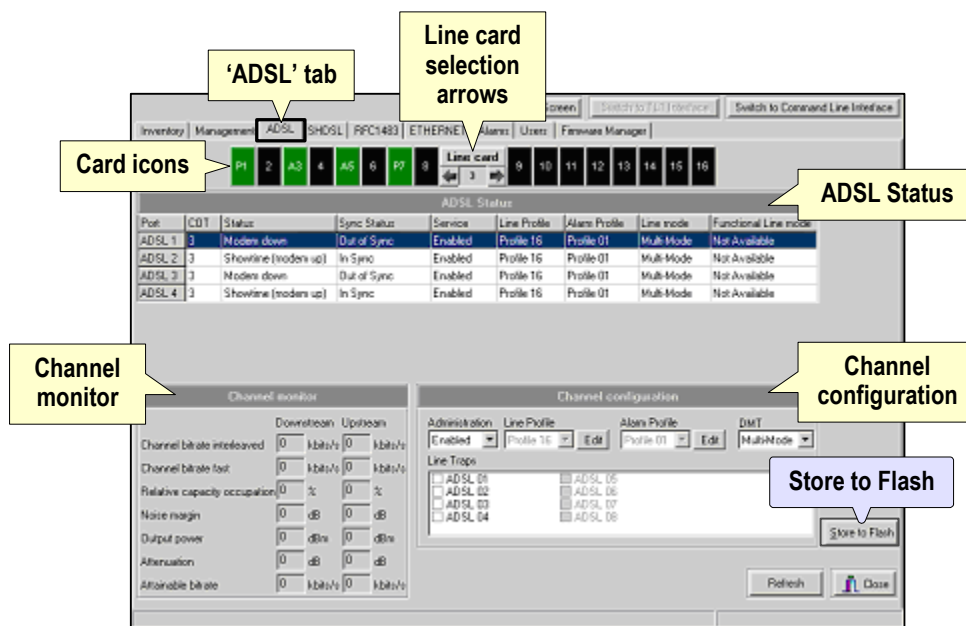 Line card
selection
arrows
'ADSL' tab
Screen Switch to TL1 Interface Switch to Command Line Interface
Inventory Management ADSL SHDSL RFC1483 ETHERNET Alarms Users Firmware Manager
Card icons
P1 2 A3 4 A5 6 P7 8 Line card 3 9 10 11 12 13 14 15 16
ADSL Status
ADSL Status
Port COT Status Sync Status Service Line Profile Alarm Profile Line mode Functional Line mode
ADSL 1 3 Modem down Out of Sync Enabled Profile 16 Profile 01 Multi-Mode Not Available
ADSL 2 3 Showtime (modem up) In Sync Enabled Profile 16 Profile 01 Multi-Mode Not Available
ADSL 3 3 Modem down Out of Sync Enabled Profile 16 Profile 01 Multi-Mode Not Available
ADSL 4 3 Showtime (modem up) In Sync Enabled Profile 16 Profile 01 Multi-Mode Not Available
Channel
monitor
Channel
configuration
Channel monitor
Downstream Upstream
Channel bitrate interleaved 0 kbits/s 0 kbits/s
Channel bitrate fast 0 kbits/s 0 kbits/s
Relative capacity occupation 0 % 0 %
Noise margin 0 dB 0 dB
Output power 0 dBm 0 dBm
Attenuation 0 dB 0 dB
Attainable bitrate 0 kbits/s 0 kbits/s
Channel configuration
Administration Line Profile Alarm Profile DMT
Enabled Profile 16 Edit Profile 01 Edit Multi-Mode
Line Traps
ADSL 01 ADSL 05
ADSL 02 ADSL 06
ADSL 03 ADSL 07
ADSL 04 ADSL 08
Store to Flash
Store to Flash
Refresh Close